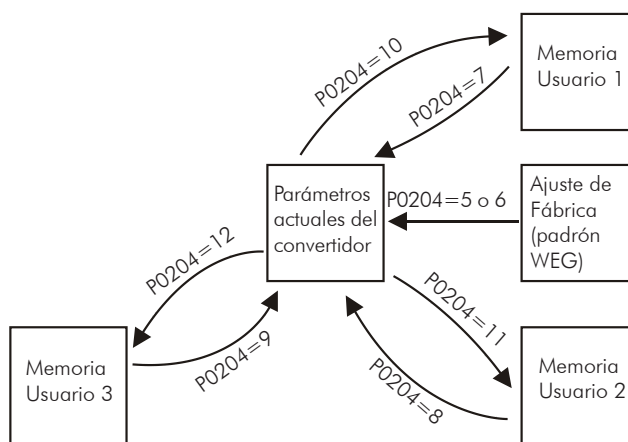 P0204=10
Memoria
Usuario 1
P0204=7
Parámetros
actuales del
convertidor
P0204=5 o 6
Ajuste de
Fábrica
(padrón
WEG)
P0204=12
P0204=9
Memoria
Usuario 3
P0204=11
P0204=8
Memoria
Usuario 2